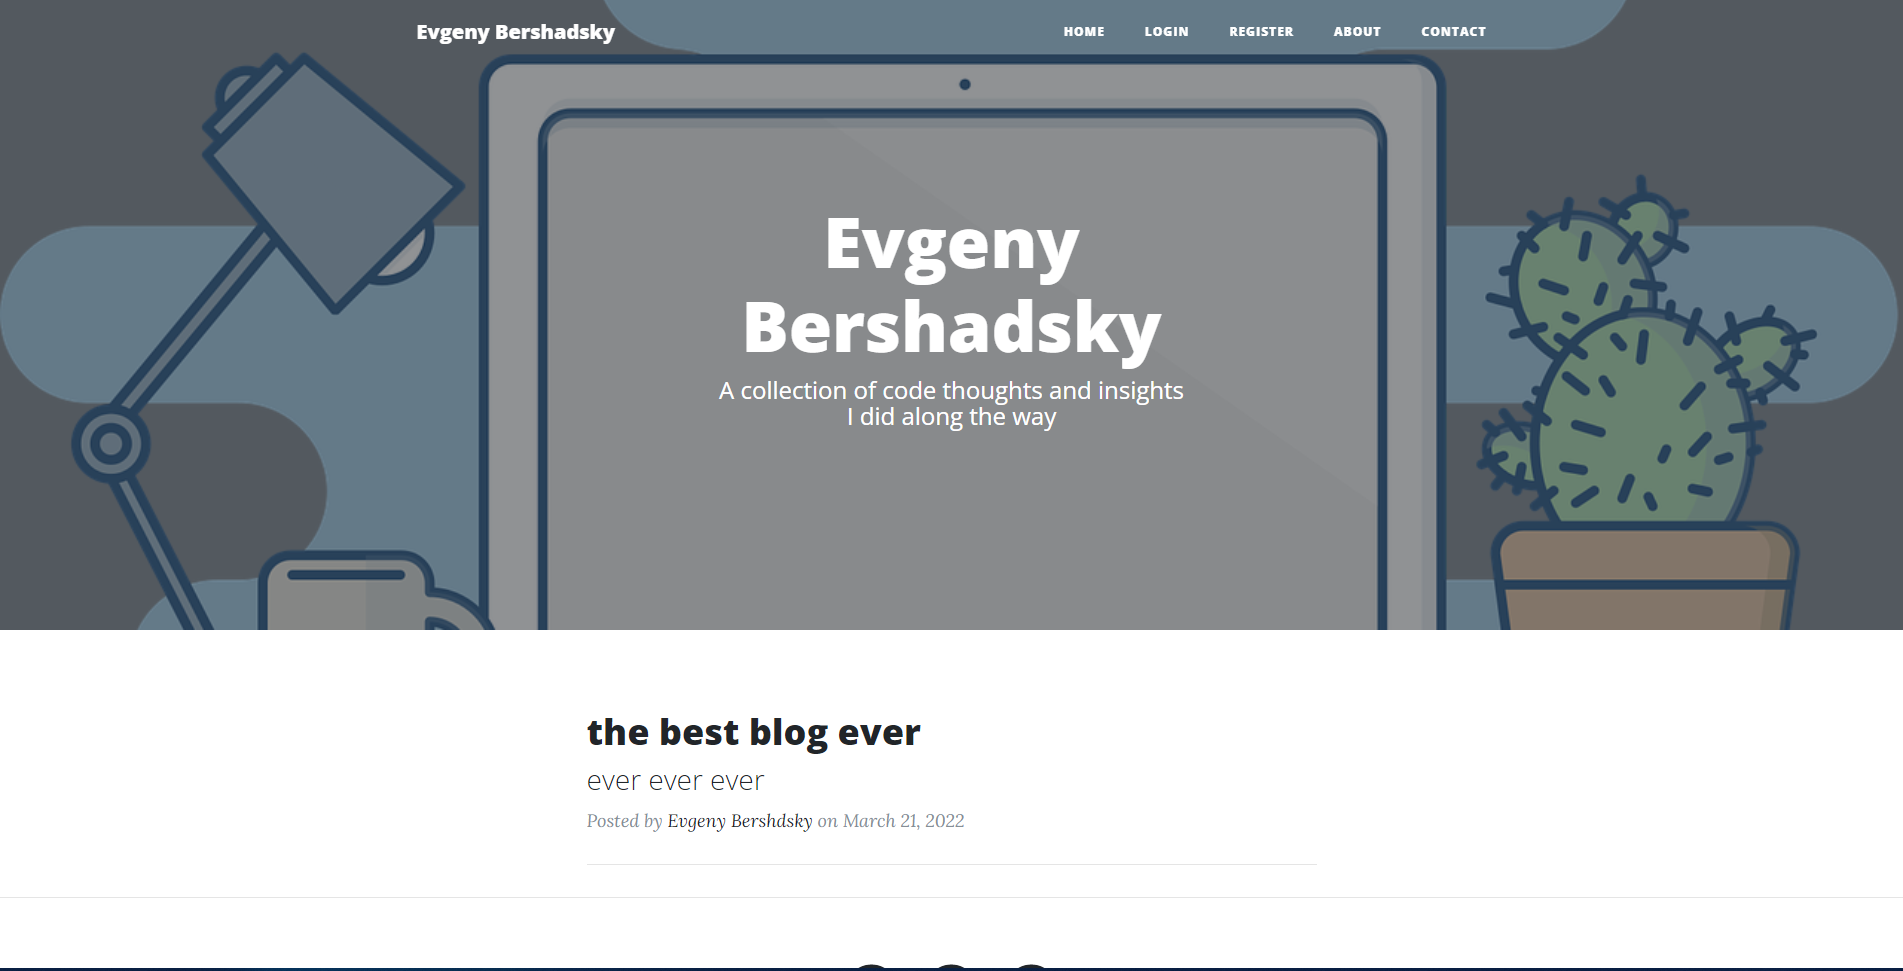 Evgeny Bershadsky
HOME LOGIN REGISTER ABOUT CONTACT
Evgeny
Bershadsky
A collection of code thoughts and insights
I did along the way
the best blog ever
ever ever ever
Posted by Evgeny Bershdsky on March 21, 2022